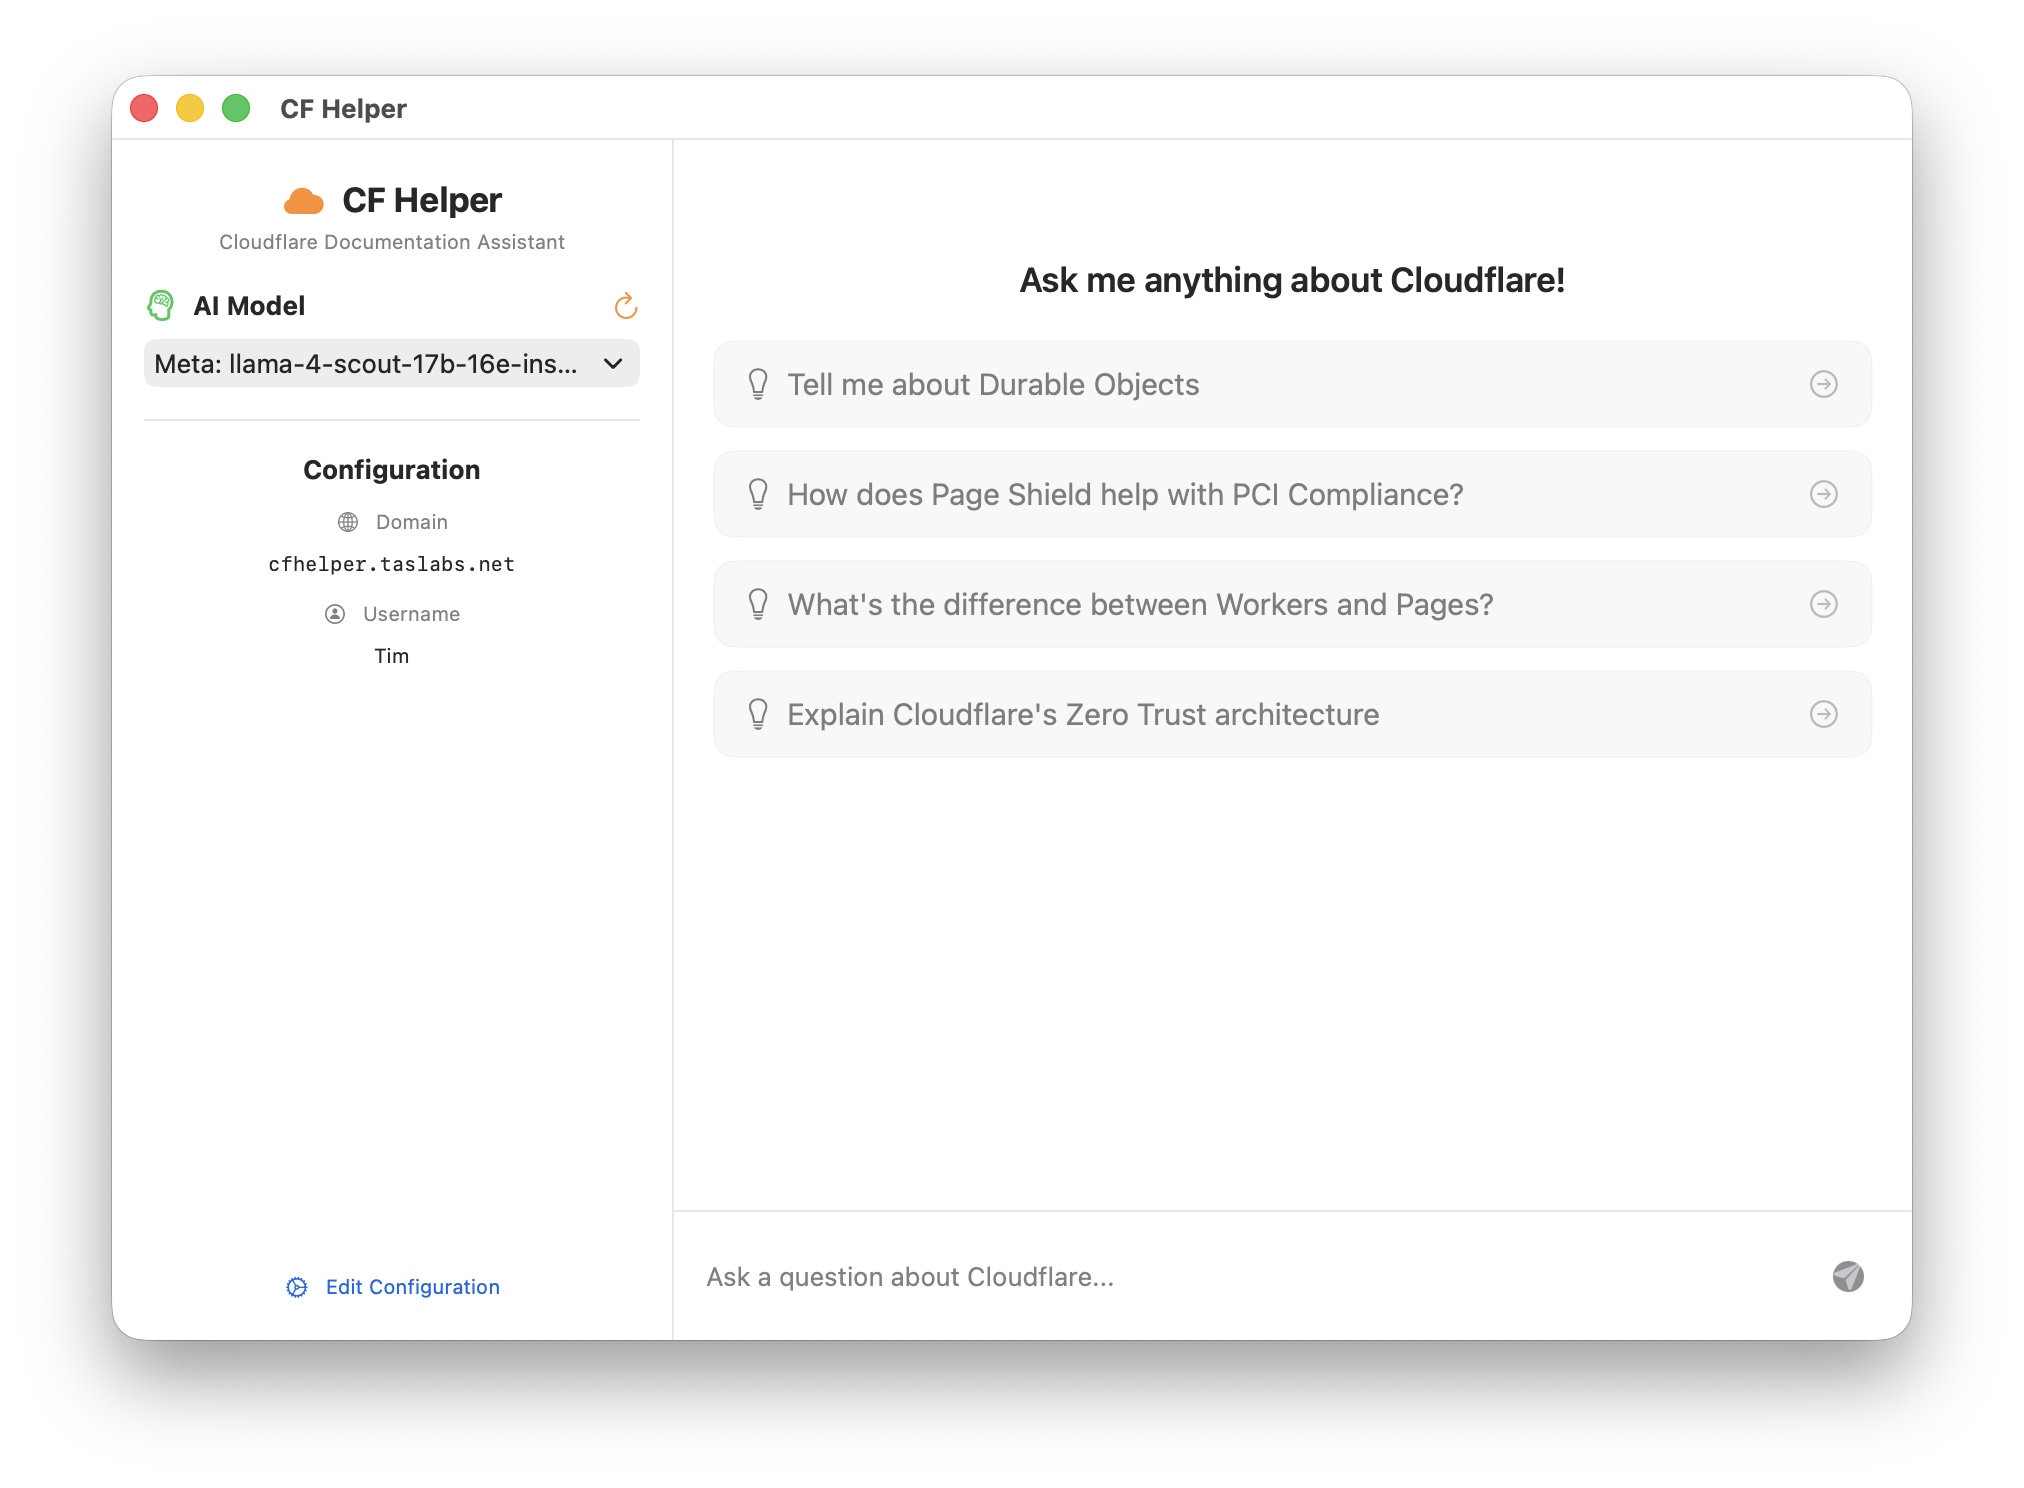 CF Helper
CF Helper
Cloudflare Documentation Assistant
AI Model
Meta: llama-4-scout-17b-16e-ins...
Configuration
Domain
cfhelper.taslabs.net
Username
Tim
Edit Configuration
Ask me anything about Cloudflare!
Tell me about Durable Objects
How does Page Shield help with PCI Compliance?
What's the difference between Workers and Pages?
Explain Cloudflare's Zero Trust architecture
Ask a question about Cloudflare...